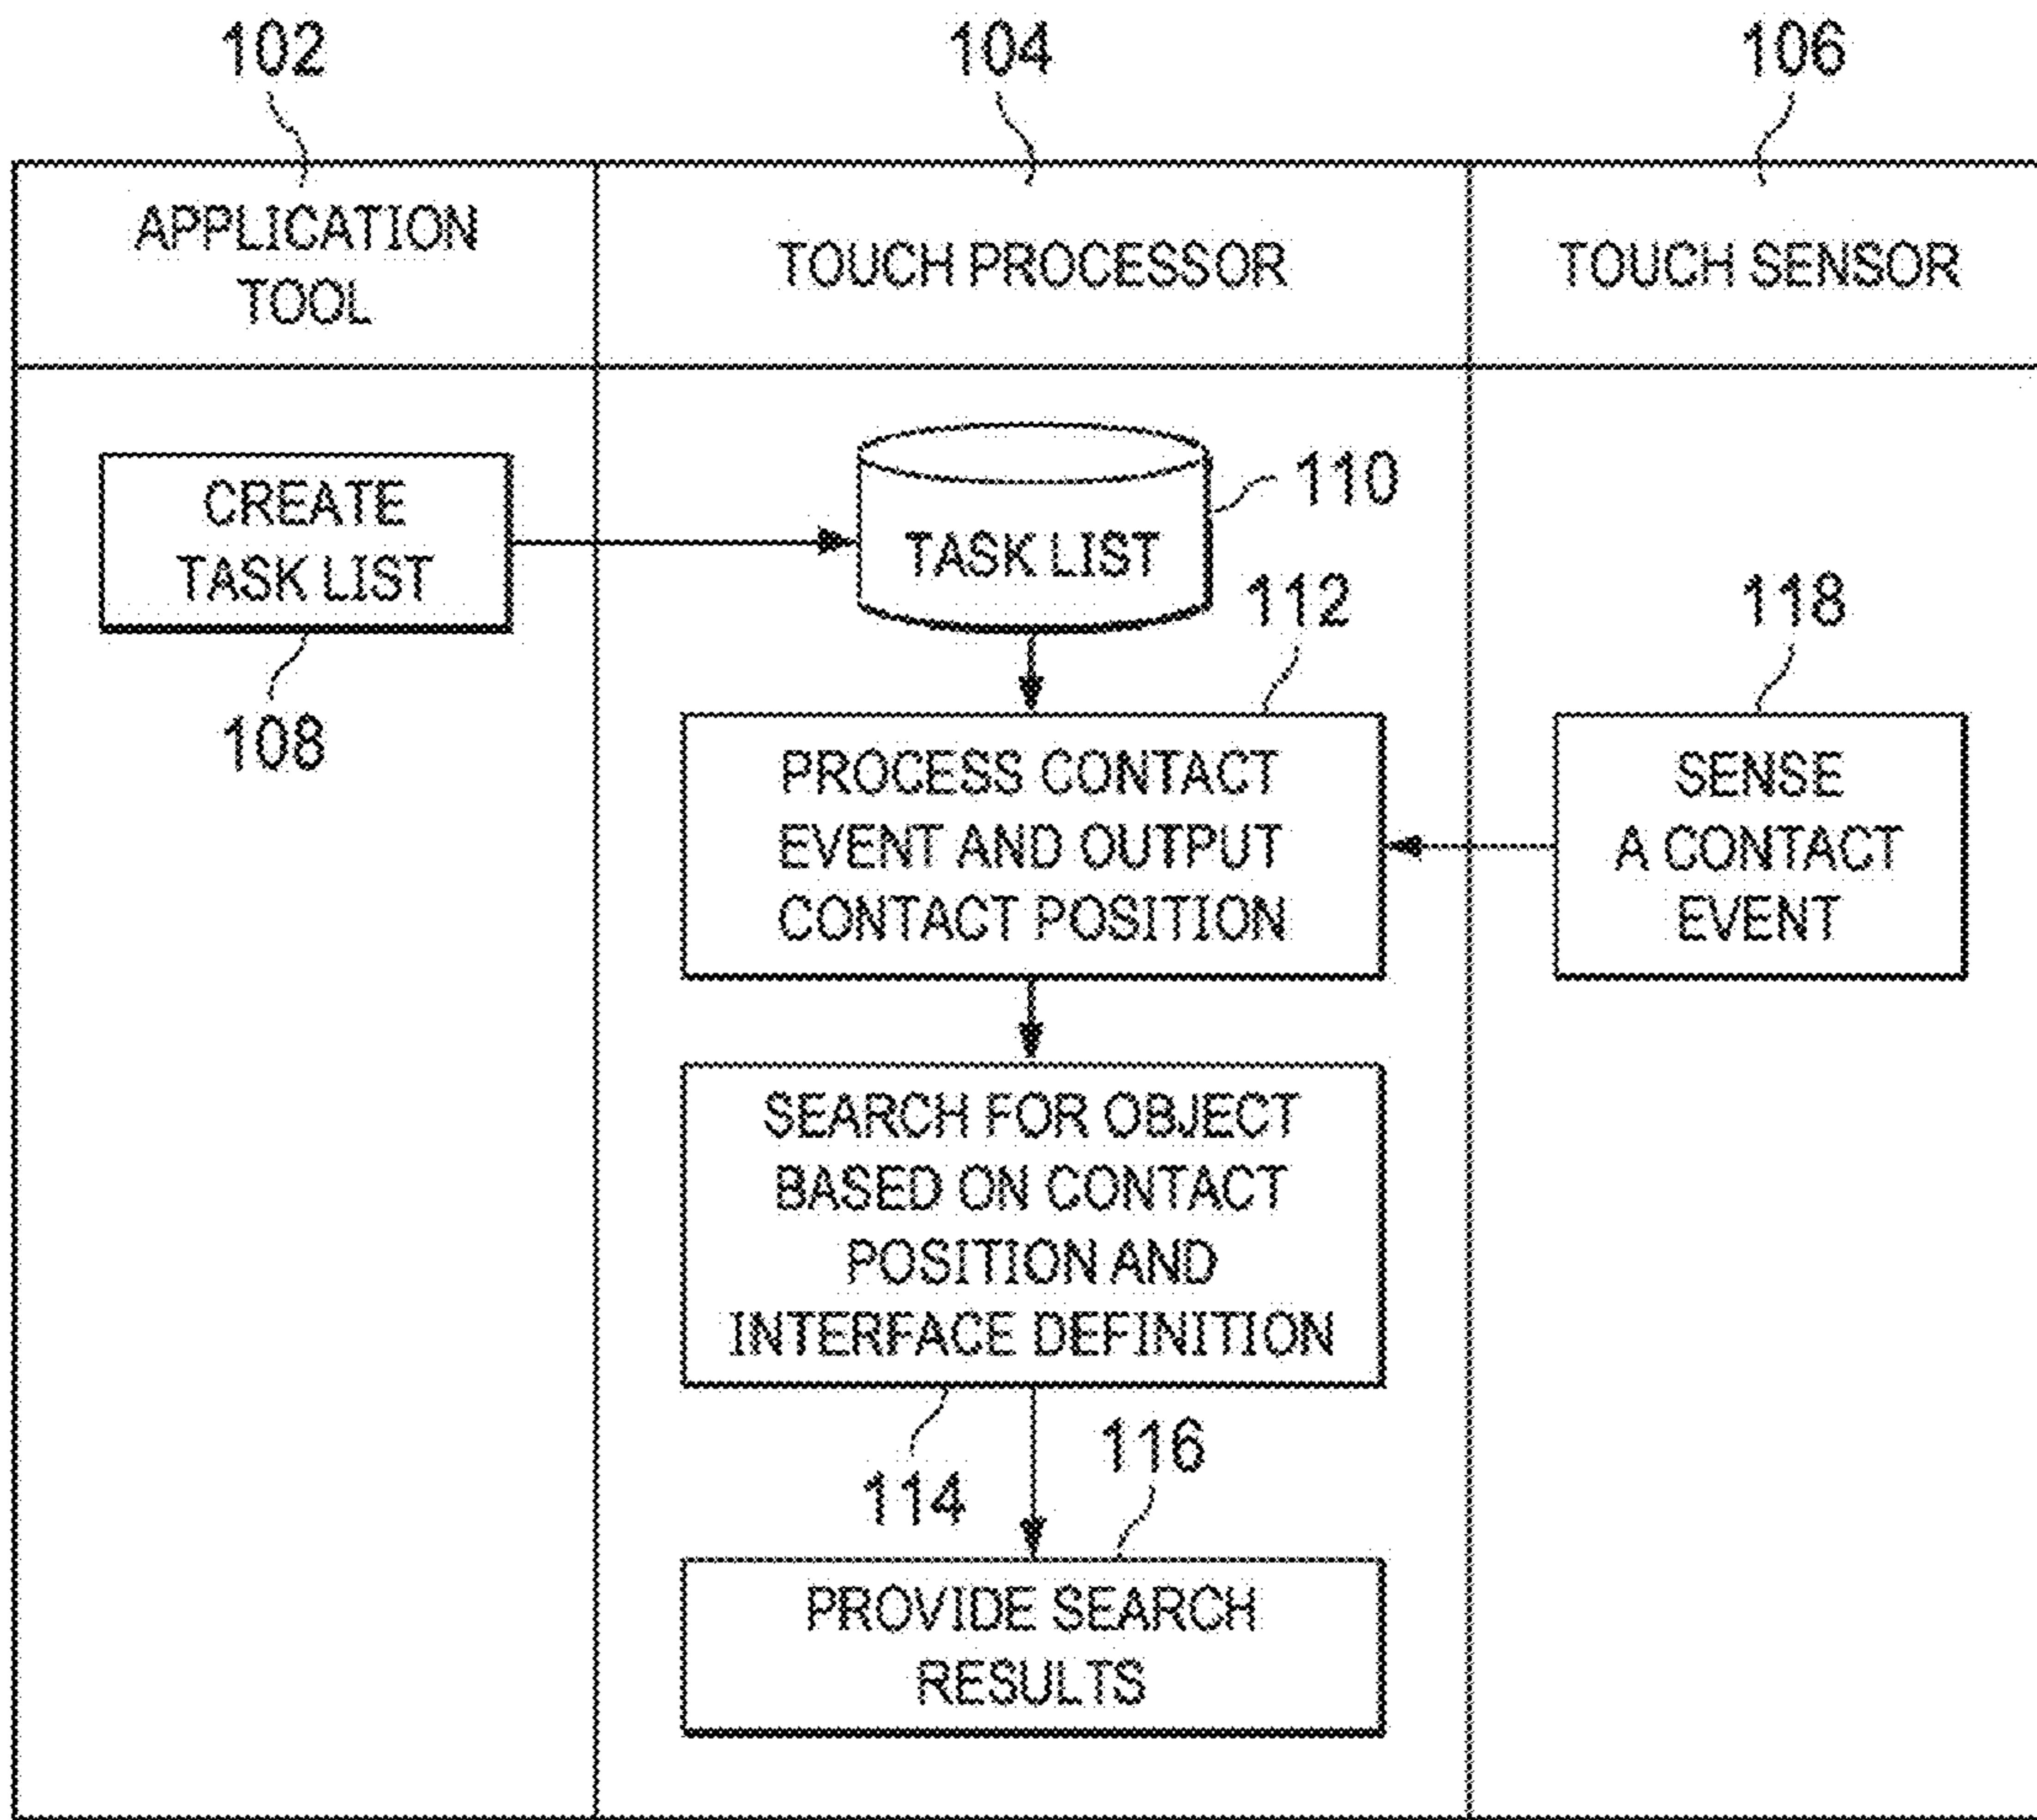 102
104
106
APPLICATION
TOOL
TOUCH PROCESSOR
TOUCH SENSOR
CREATE
TASK LIST
108
TASK LIST
110
112
118
PROCESS CONTACT
EVENT AND OUTPUT
CONTACT POSITION
SENSE
A CONTACT
EVENT
SEARCH FOR OBJECT
BASED ON CONTACT
POSITION AND
INTERFACE DEFINITION
114
116
PROVIDE SEARCH
RESULTS